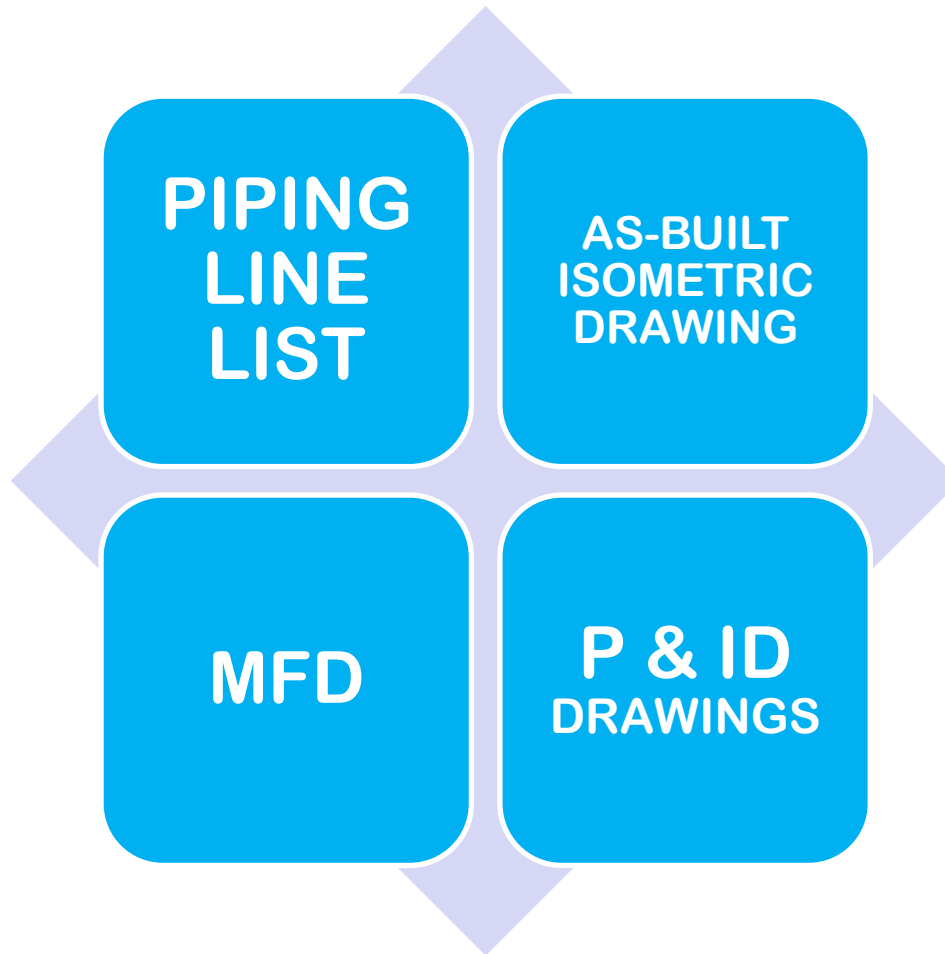 PIPING
LINE
LIST
AS-BUILT
ISOMETRIC
DRAWING
MFD
P & ID
DRAWINGS